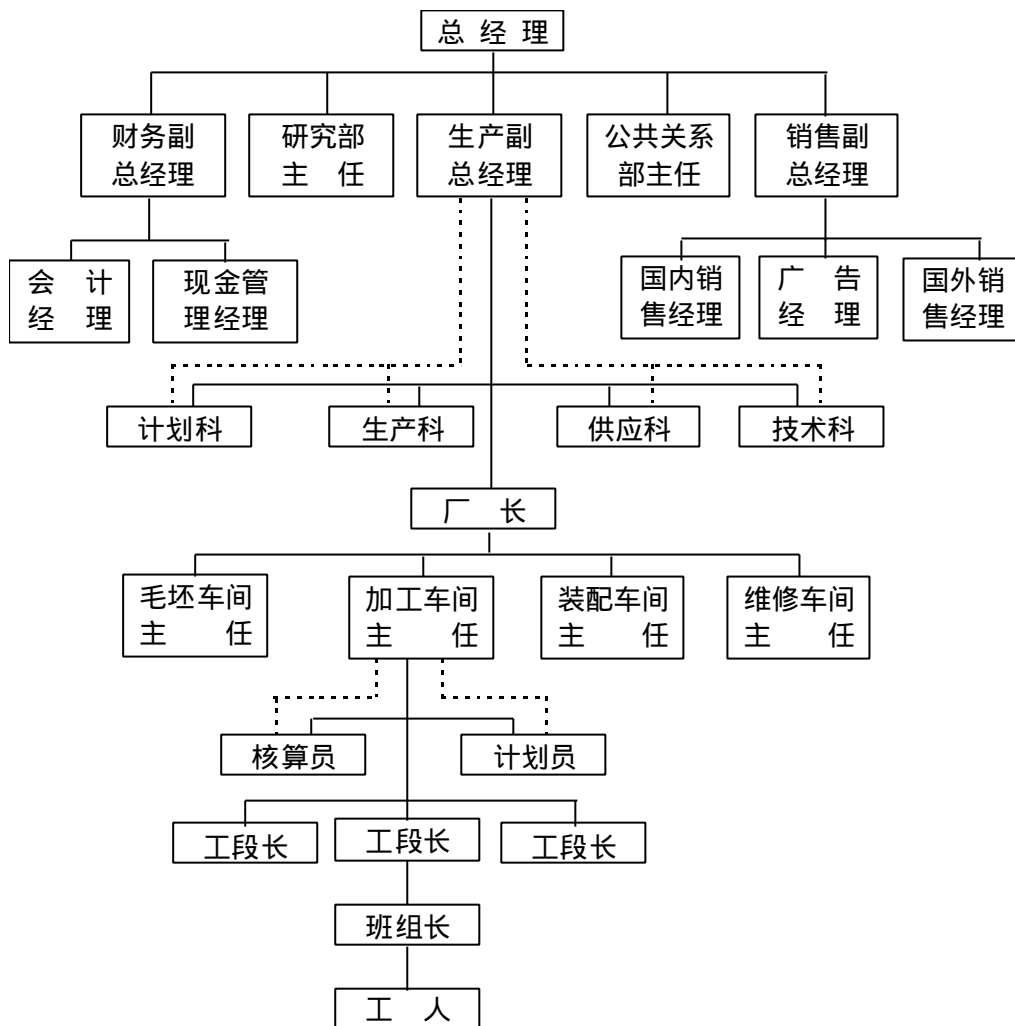 总 经 理
财务副
总经理
研究部
主 任
生产副
总经理
公共关系
部主任
销售副
总经理
会 计
经 理
现金管
理经理
国内销
售经理
广 告
经 理
国外销
售经理
计划科
生产科
供应科
技术科
厂 长
毛坯车间
主 任
加工车间
主 任
装配车间
主 任
维修车间
主 任
核算员
计划员
工段长
工段长
工段长
班组长
工 人